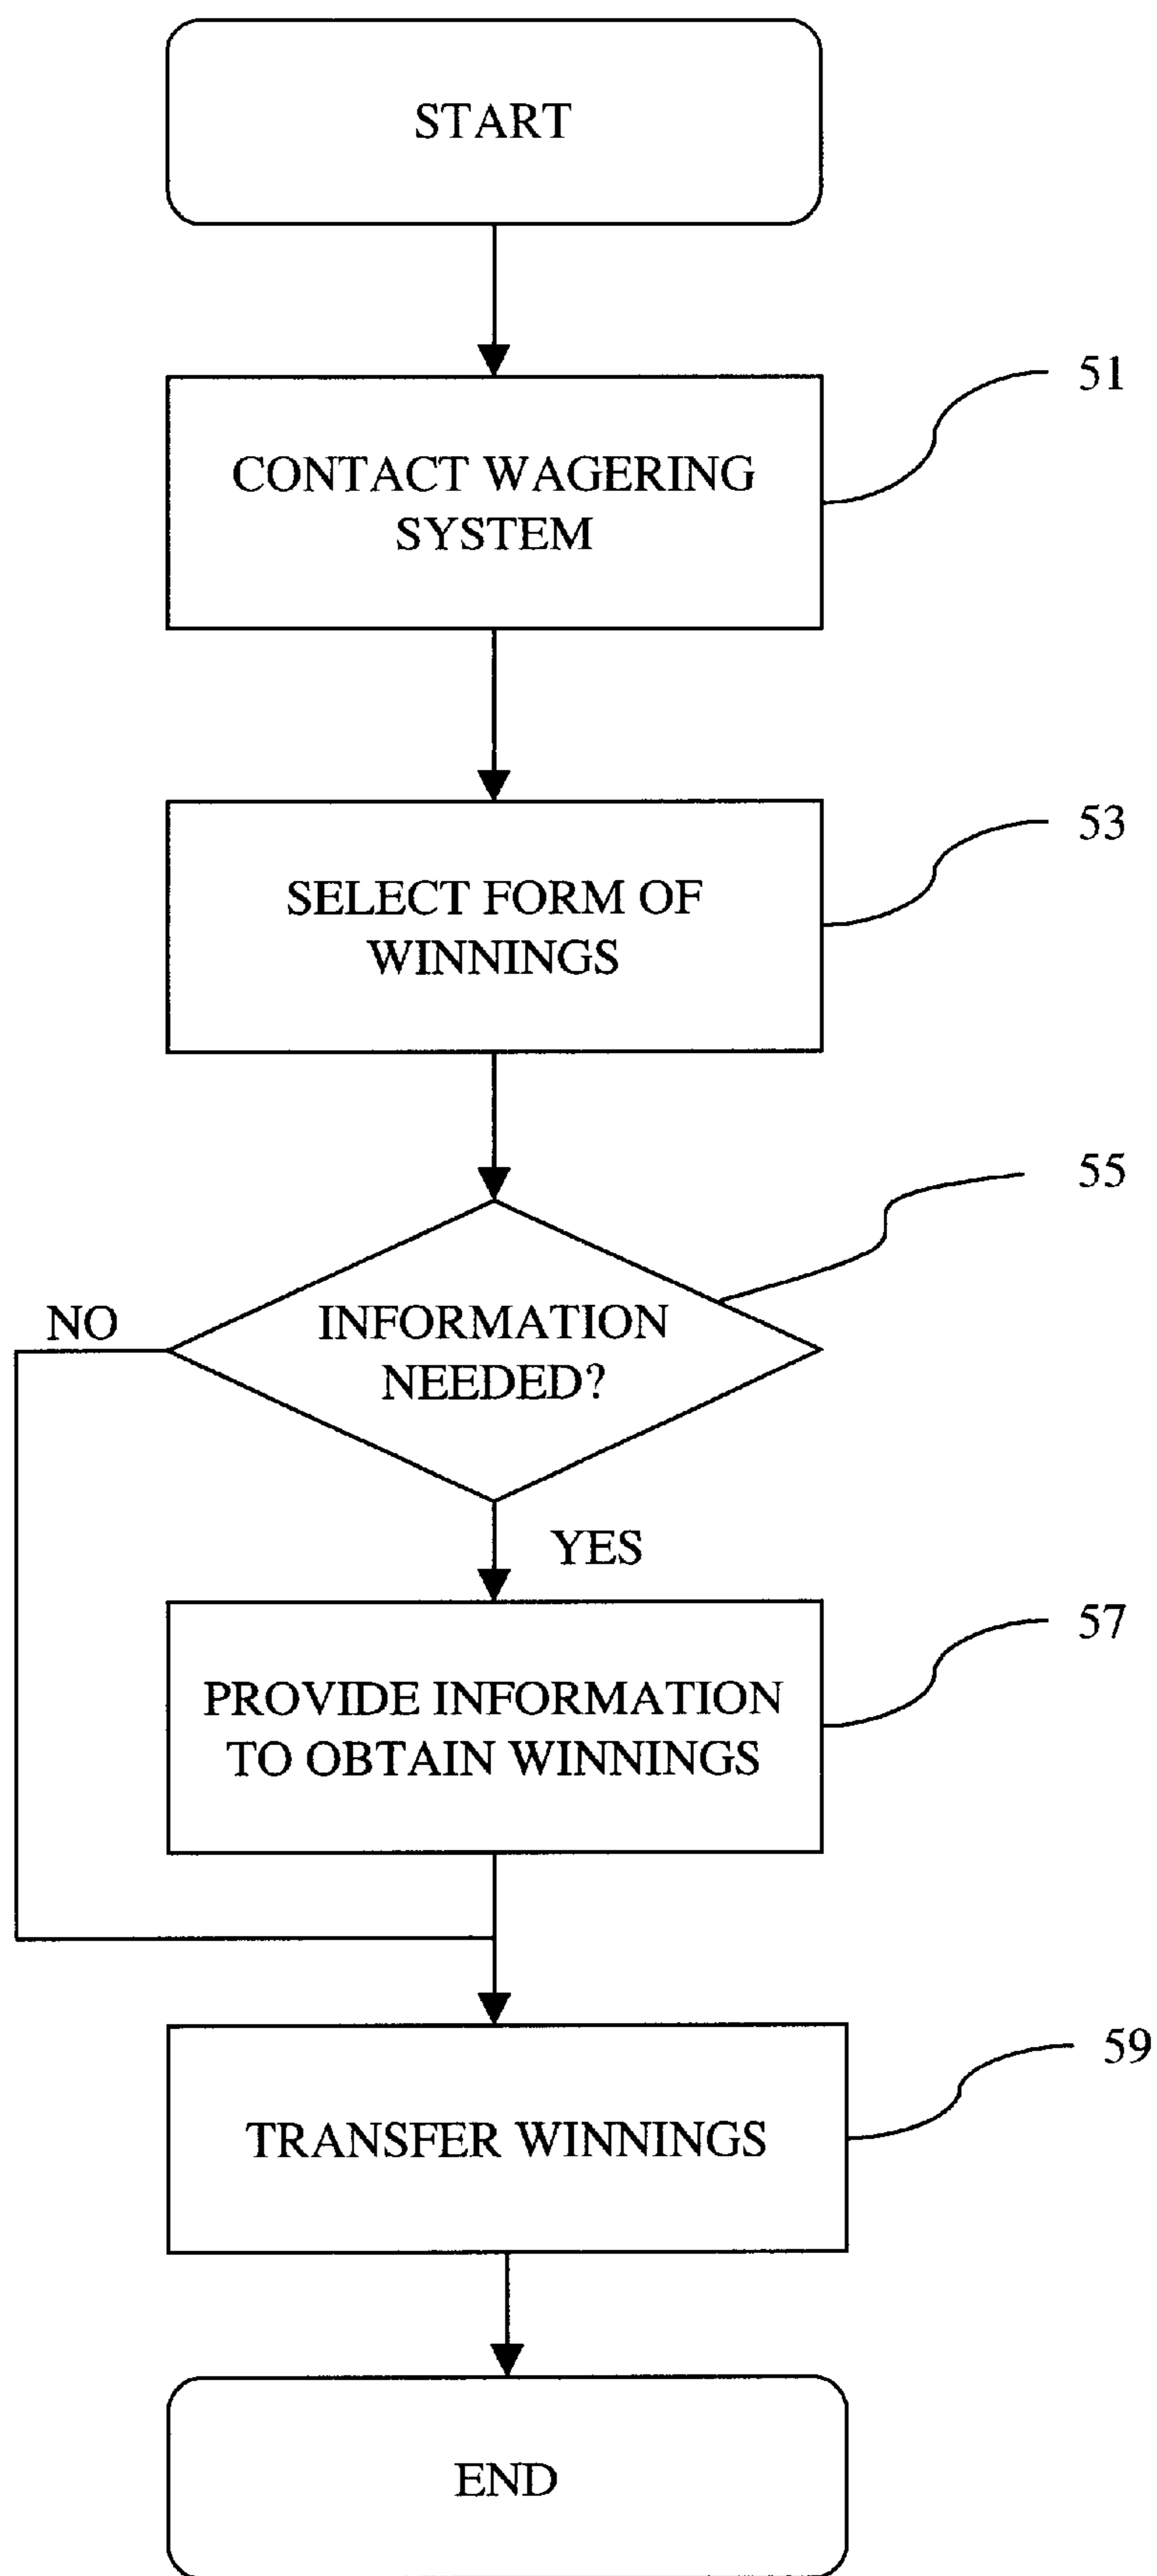 START
51
CONTACT WAGERING
SYSTEM
53
SELECT FORM OF
WINNINGS
55
NO
INFORMATION
NEEDED?
YES
57
PROVIDE INFORMATION
TO OBTAIN WINNINGS
59
TRANSFER WINNINGS
END